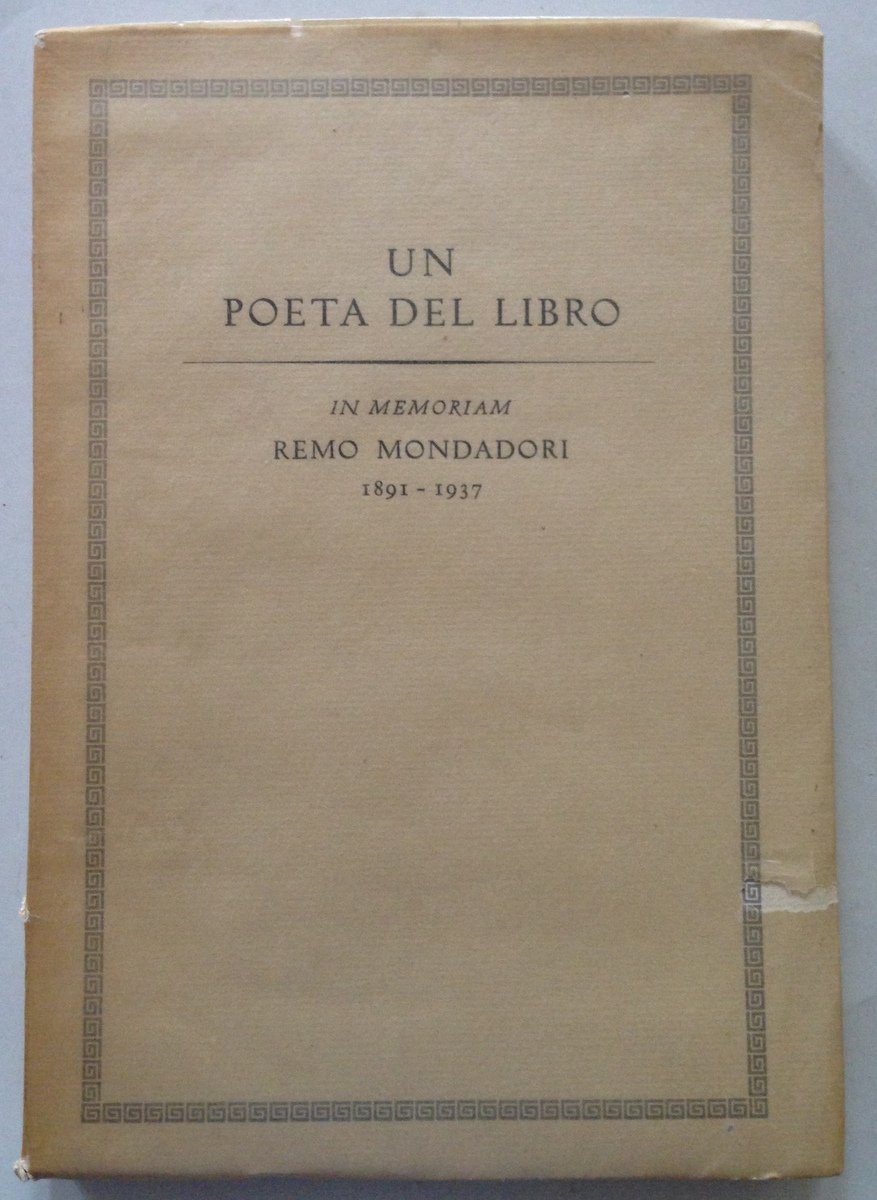 UN
POETA DEL LIBRO
IN MEMORIAM
REMO MONDADORI
1891 - 1937